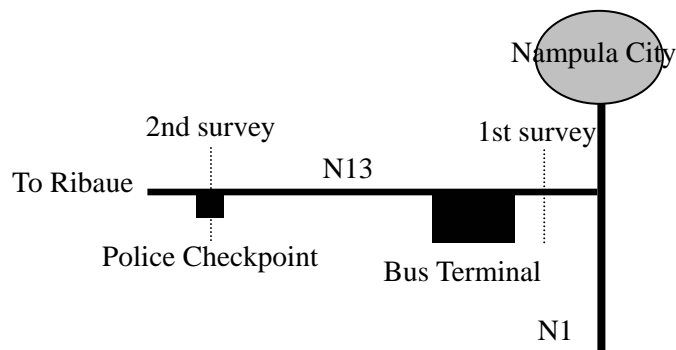 Nampula City
2nd survey
1st survey
N13
To Ribaue
Police Checkpoint
Bus Terminal
N1